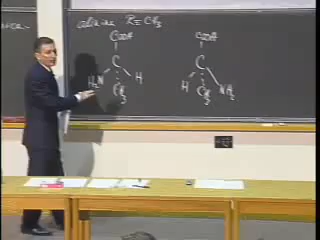 alanine R=CH3
COOH COOH
C C
H2N H H NH2
CH3 CH3